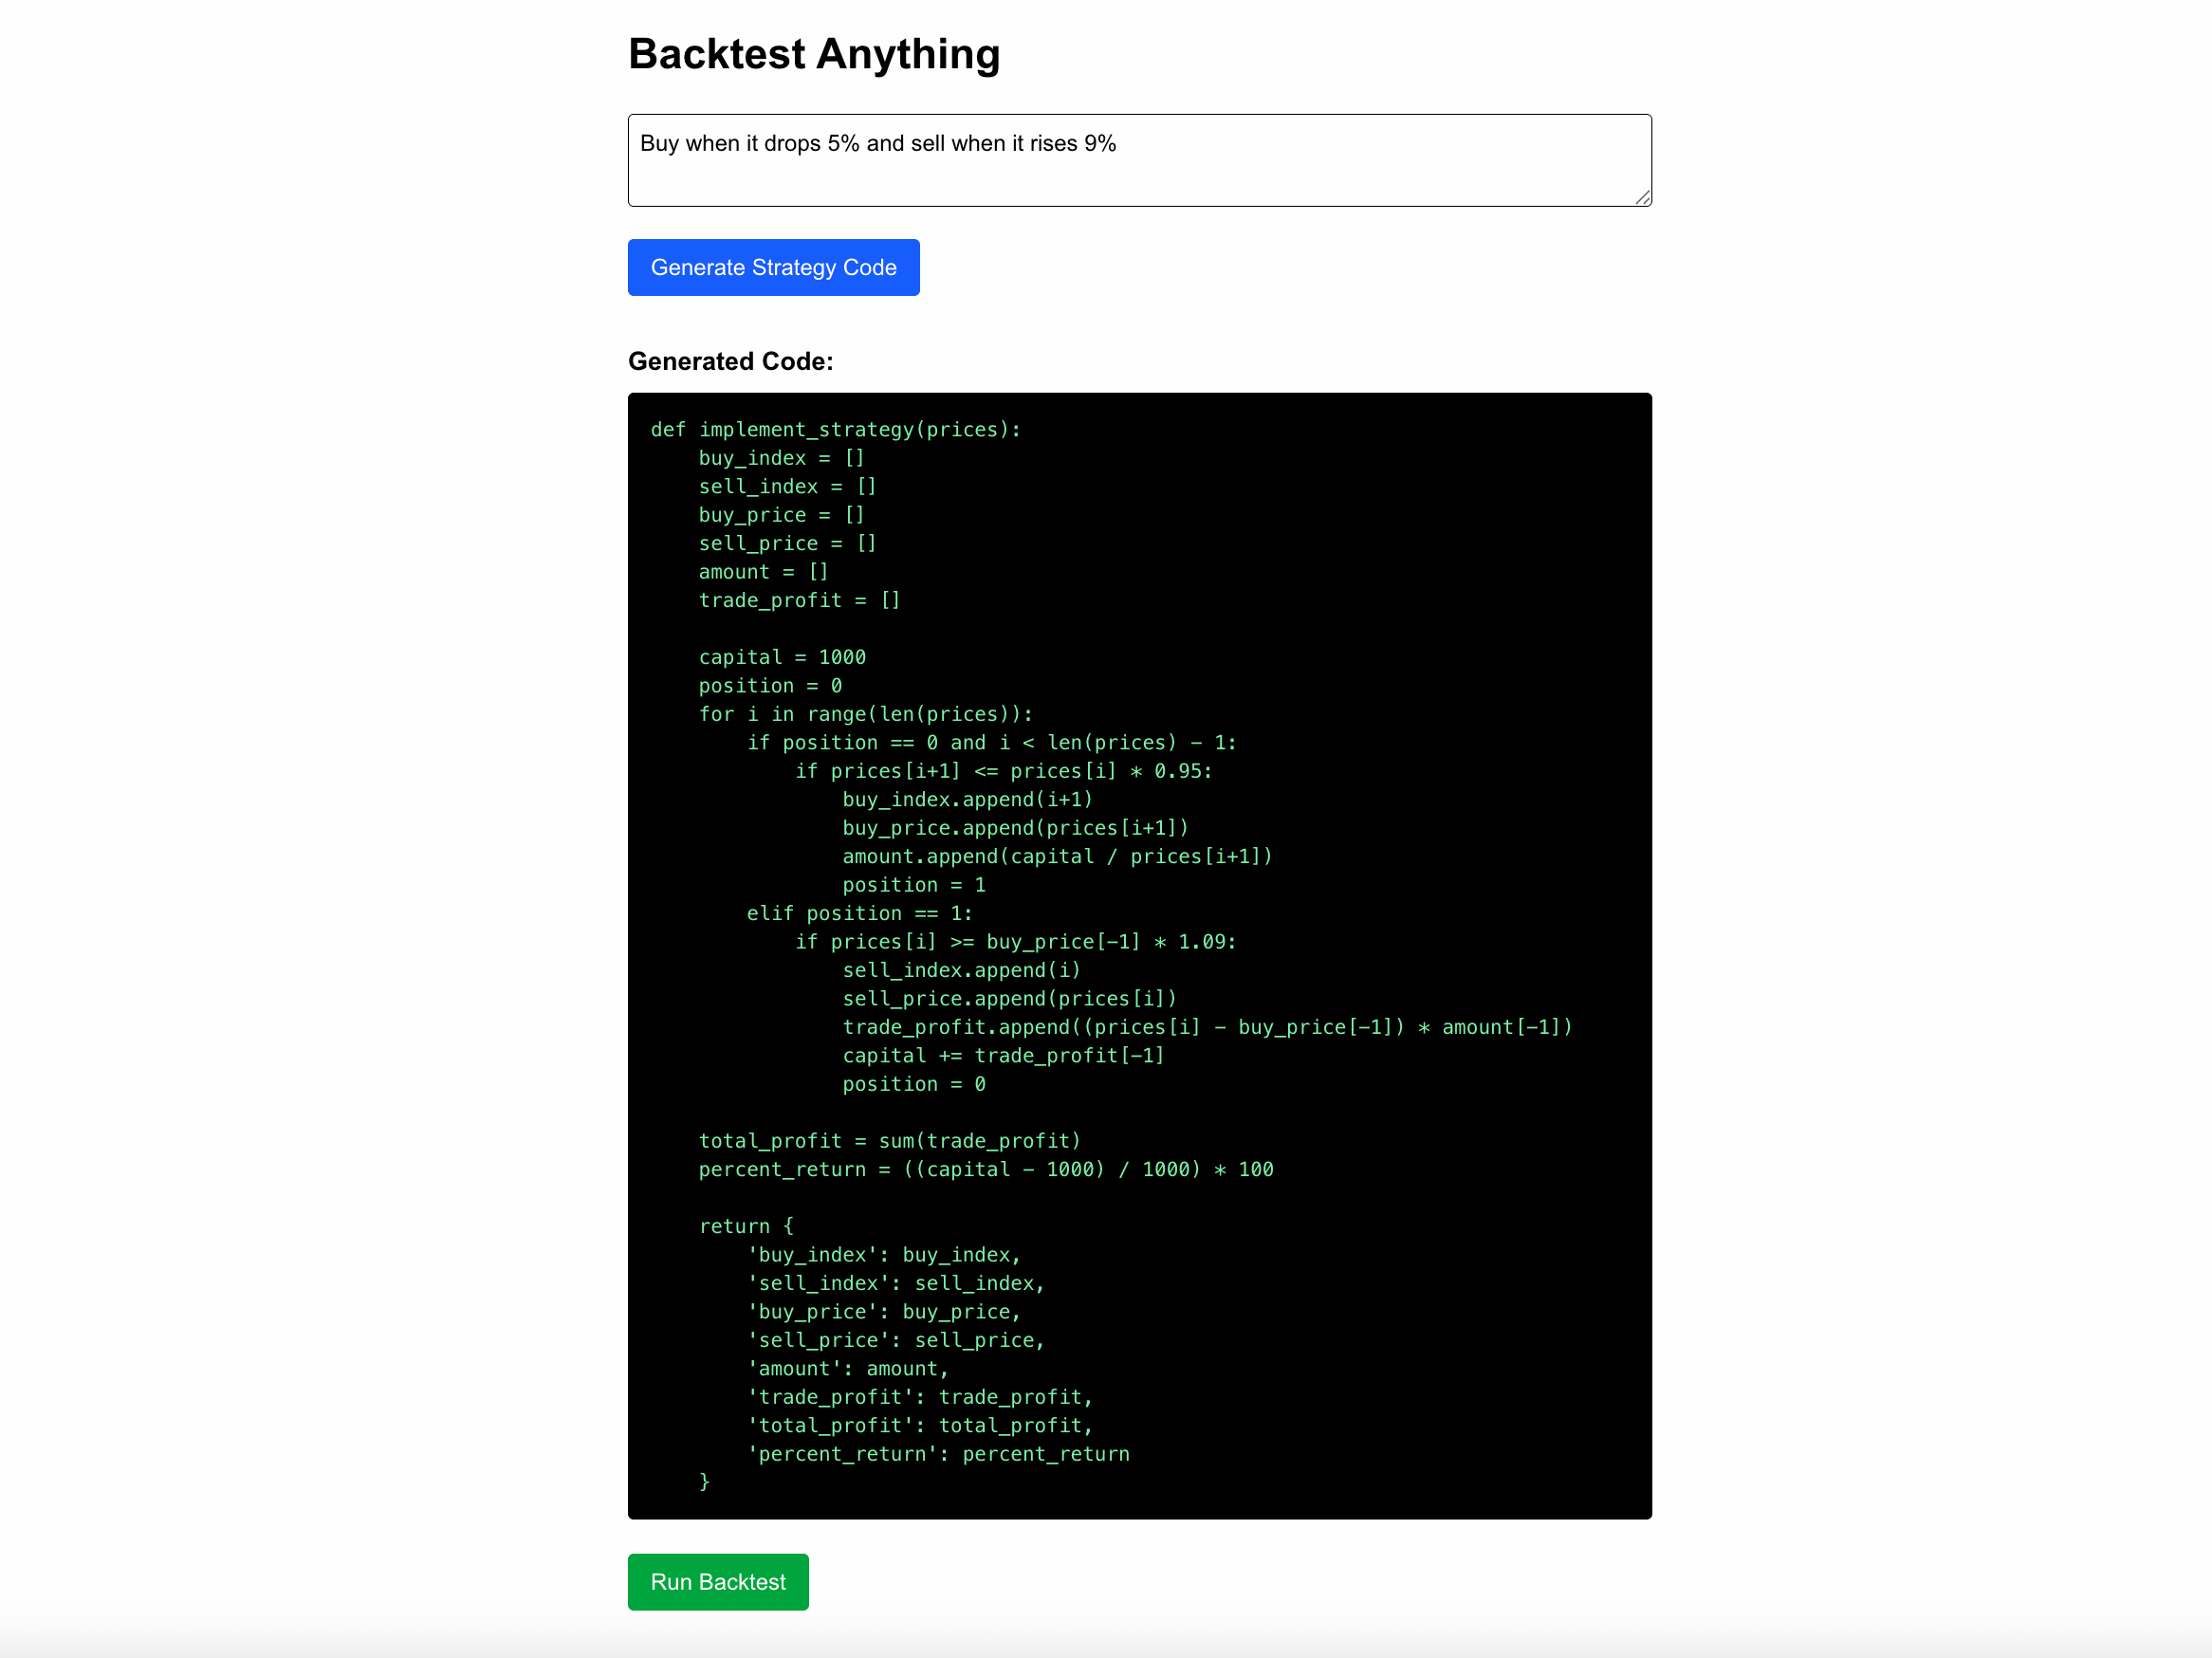 Backtest Anything
Buy when it drops 5% and sell when it rises 9%
Generate Strategy Code
Generated Code:
def implement_strategy(prices):
    buy_index = []
    sell_index = []
    buy_price = []
    sell_price = []
    amount = []
    trade_profit = []

    capital = 1000
    position = 0
    for i in range(len(prices)):
        if position == 0 and i < len(prices) - 1:
            if prices[i+1] <= prices[i] * 0.95:
                buy_index.append(i+1)
                buy_price.append(prices[i+1])
                amount.append(capital / prices[i+1])
                position = 1
        elif position == 1:
            if prices[i] >= buy_price[-1] * 1.09:
                sell_index.append(i)
                sell_price.append(prices[i])
                trade_profit.append((prices[i] - buy_price[-1]) * amount[-1])
                capital += trade_profit[-1]
                position = 0

    total_profit = sum(trade_profit)
    percent_return = ((capital - 1000) / 1000) * 100

    return {
        'buy_index': buy_index,
        'sell_index': sell_index,
        'buy_price': buy_price,
        'sell_price': sell_price,
        'amount': amount,
        'trade_profit': trade_profit,
        'total_profit': total_profit,
        'percent_return': percent_return
    }
Run Backtest